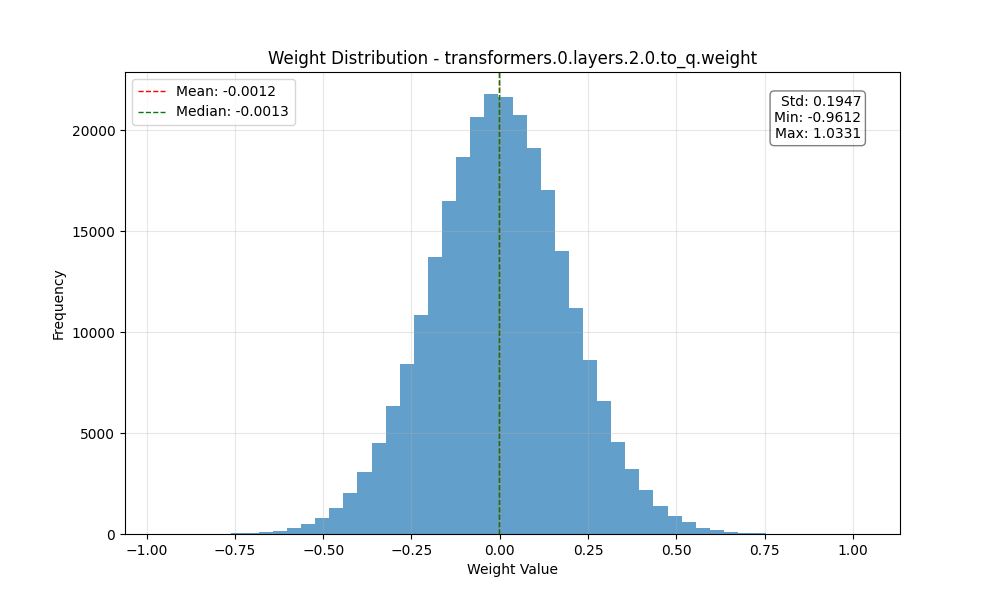 Weight Distribution - transformers.0.layers.2.0.to_q.weight
Mean: -0.0012
Median: -0.0013
Std: 0.1947
Min: -0.9612
Max: 1.0331
Frequency
20000
15000
10000
5000
0
−1.00 −0.75 −0.50 −0.25 0.00 0.25 0.50 0.75 1.00
Weight Value